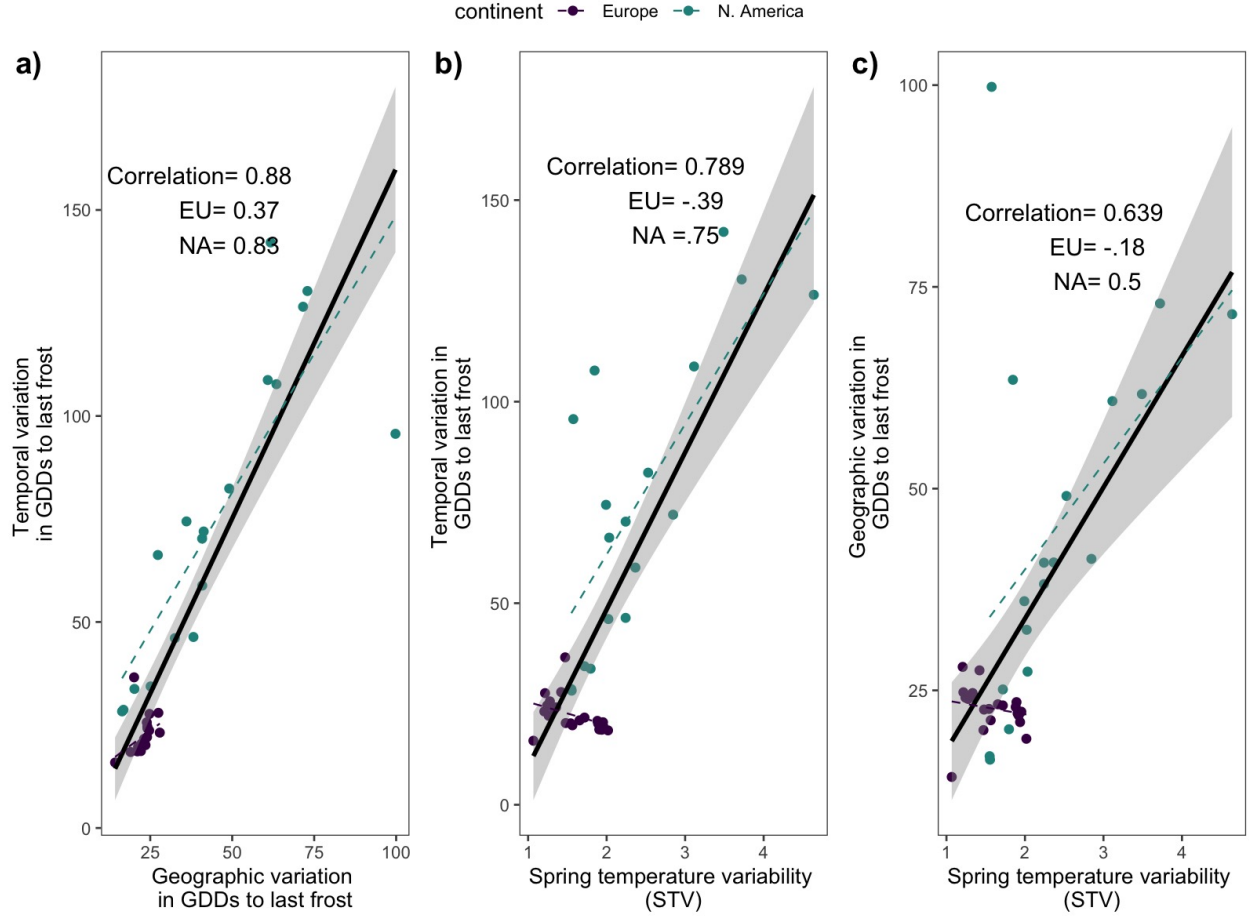 continent Europe N. America
a)
Correlation= 0.88
EU= 0.37
NA= 0.83
150
100
50
0
25 50 75 100
Temporal variation
in GDDs to last frost
Geographic variation
in GDDs to last frost
b)
Correlation= 0.789
EU= -.39
NA =.75
150
100
50
0
1 2 3 4
Temporal variation in
GDDs to last frost
Spring temperature variability
(STV)
c)
Correlation= 0.639
EU= -.18
NA= 0.5
100
75
50
25
1 2 3 4
Geographic variation in
GDDs to last frost
Spring temperature variability
(STV)